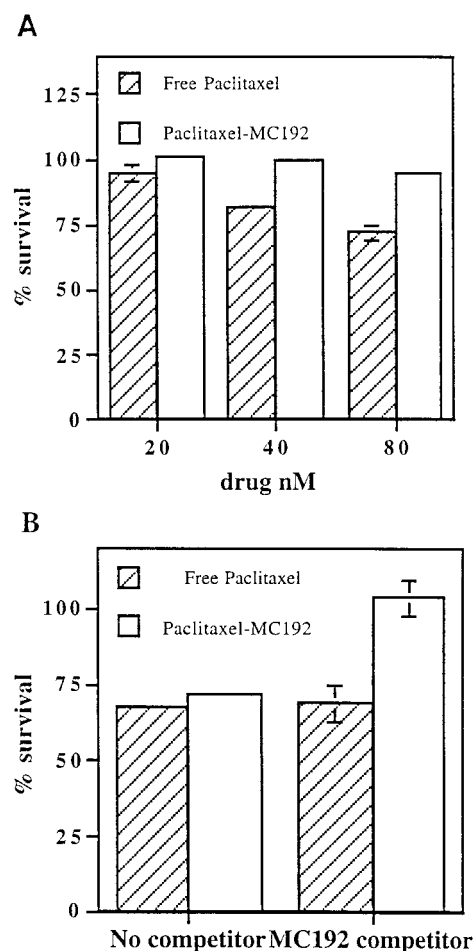 A
Free Paclitaxel
Paclitaxel-MC192
125
100
75
50
25
0
% survival
20 40 80
drug nM
B
Free Paclitaxel
Paclitaxel-MC192
100
75
50
25
0
% survival
No competitor MC192 competitor